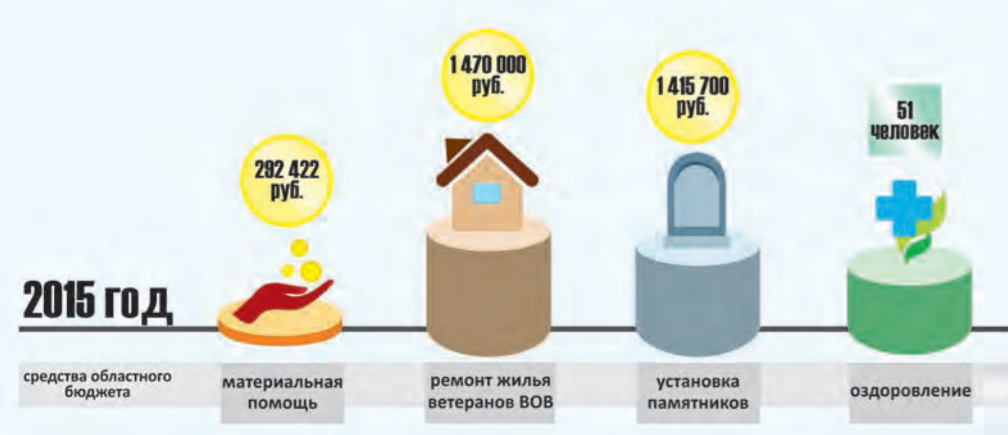 1 470 000
руб.
1 415 700
руб.
51
человек
292 422
руб.
2015 год
средства областного
бюджета
материальная
помощь
ремонт жилья
ветеранов ВОВ
установка
памятников
оздоровление